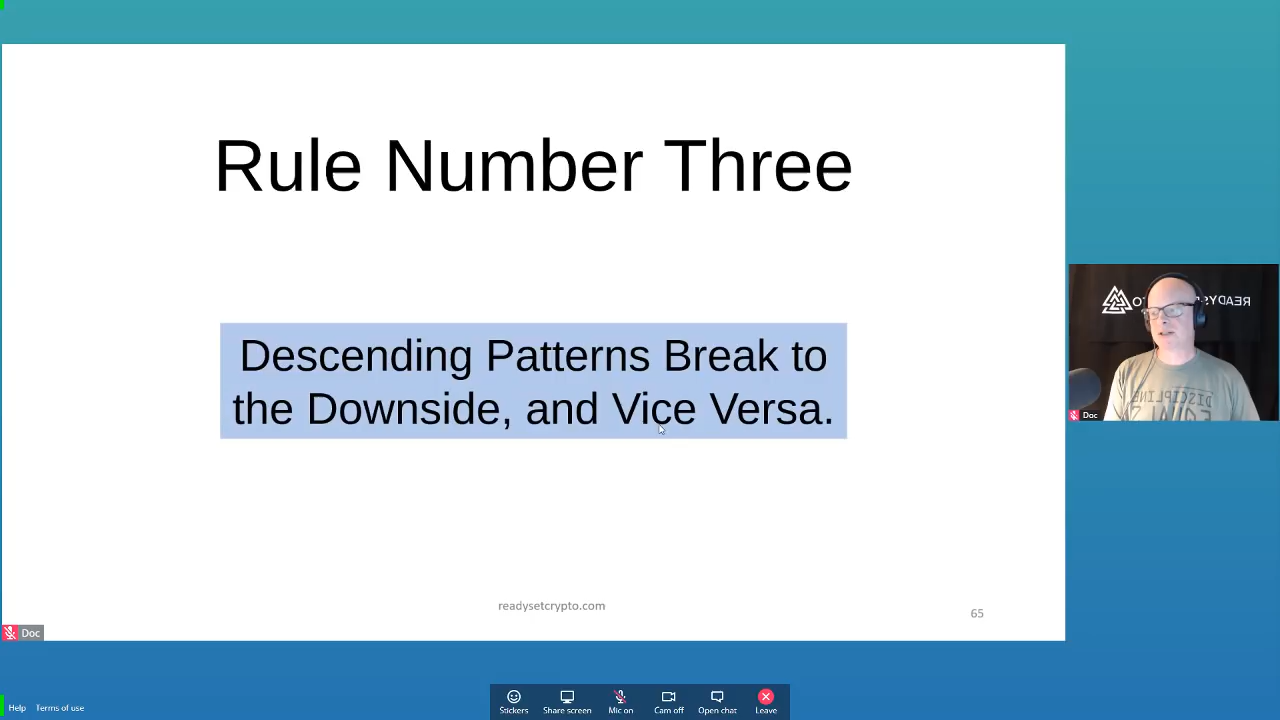 Rule Number Three
Descending Patterns Break to
the Downside, and Vice Versa.
readysetcrypto.com
65
Doc
Doc
DISCIPLINE
Help
Terms of use
Stickers
Share screen
Mic on
Cam off
Open chat
Leave